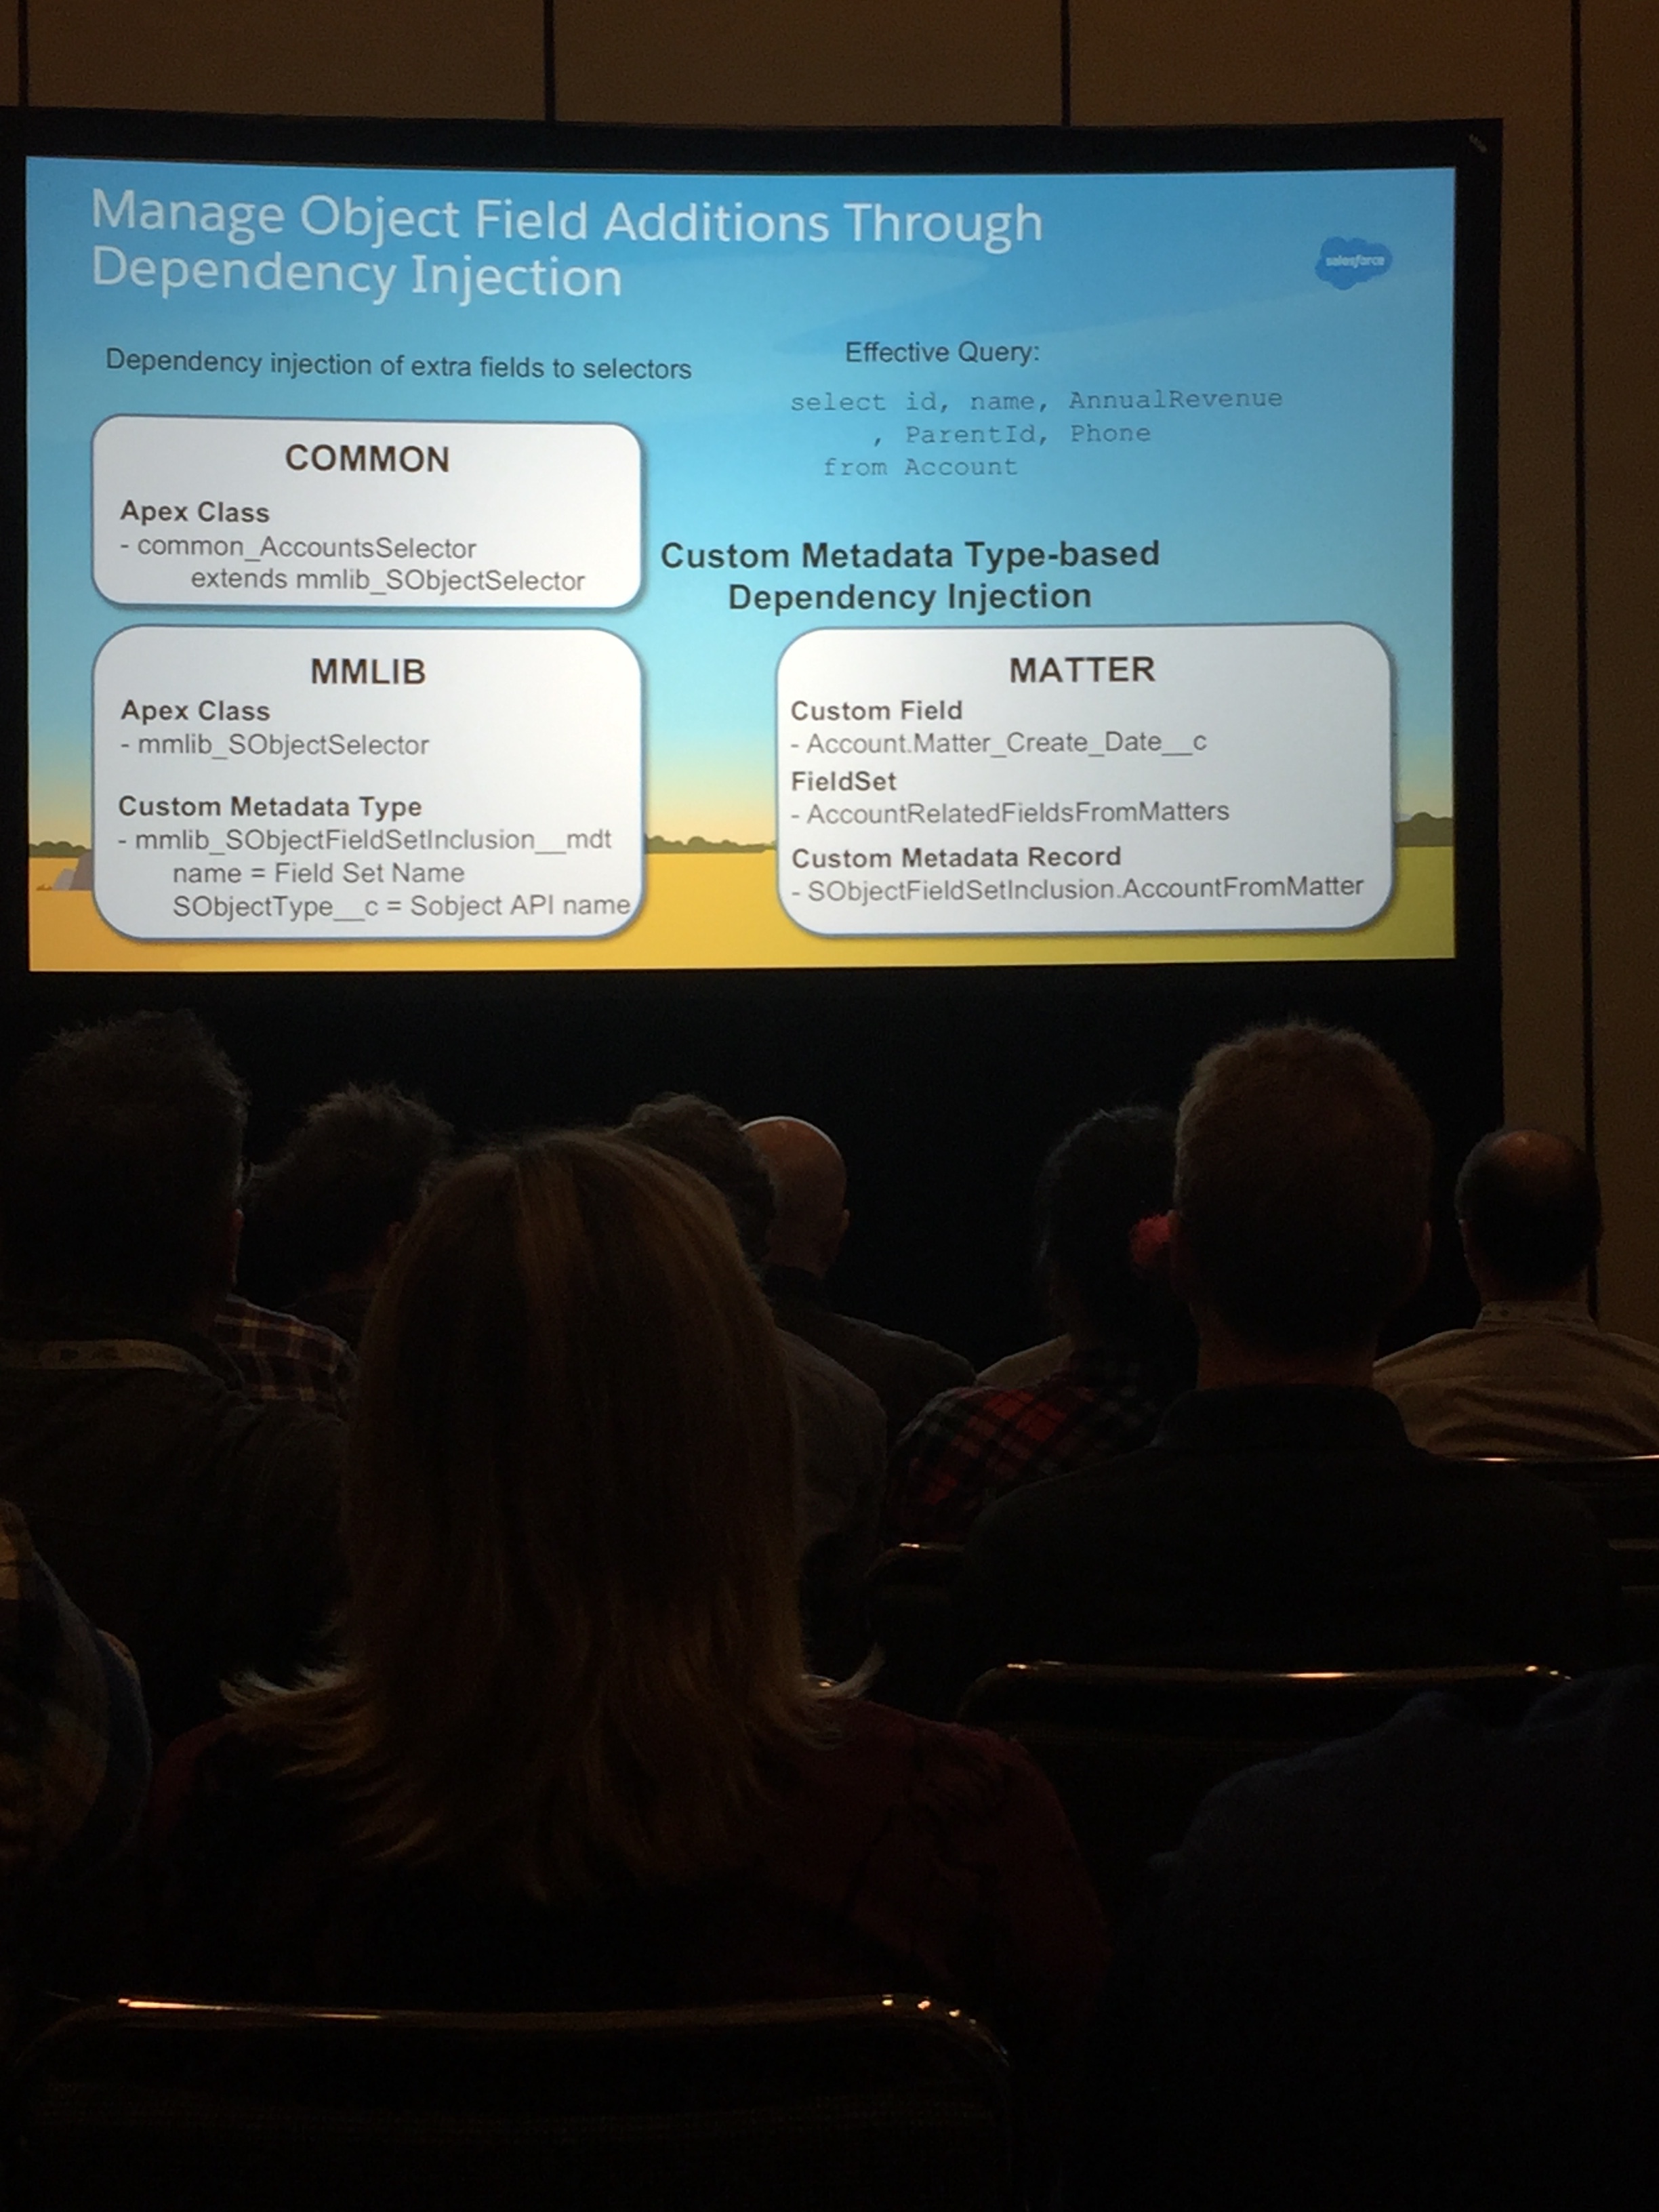 Manage Object Field Additions Through
Dependency Injection
salesforce
Dependency injection of extra fields to selectors
Effective Query:
select id, name, AnnualRevenue
, ParentId, Phone
from Account
COMMON
Apex Class
- common_AccountsSelector
extends mmlib_SObjectSelector
Custom Metadata Type-based
Dependency Injection
MMLIB
Apex Class
- mmlib_SObjectSelector
Custom Metadata Type
- mmlib_SObjectFieldSetInclusion__mdt
name = Field Set Name
SObjectType__c = Sobject API name
MATTER
Custom Field
- Account.Matter_Create_Date__c
FieldSet
- AccountRelatedFieldsFromMatters
Custom Metadata Record
- SObjectFieldSetInclusion.AccountFromMatter